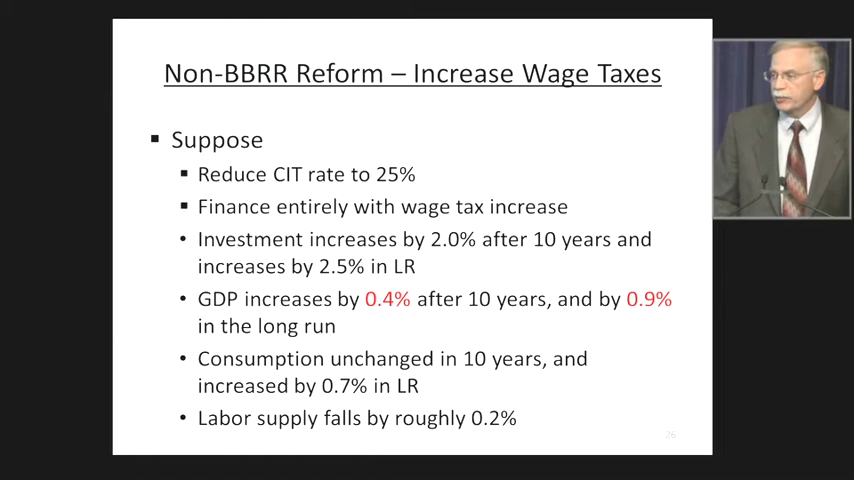 Non-BBRR Reform – Increase Wage Taxes
▪ Suppose
▪ Reduce CIT rate to 25%
▪ Finance entirely with wage tax increase
• Investment increases by 2.0% after 10 years and
increases by 2.5% in LR
• GDP increases by 0.4% after 10 years, and by 0.9%
in the long run
• Consumption unchanged in 10 years, and
increased by 0.7% in LR
• Labor supply falls by roughly 0.2%
26